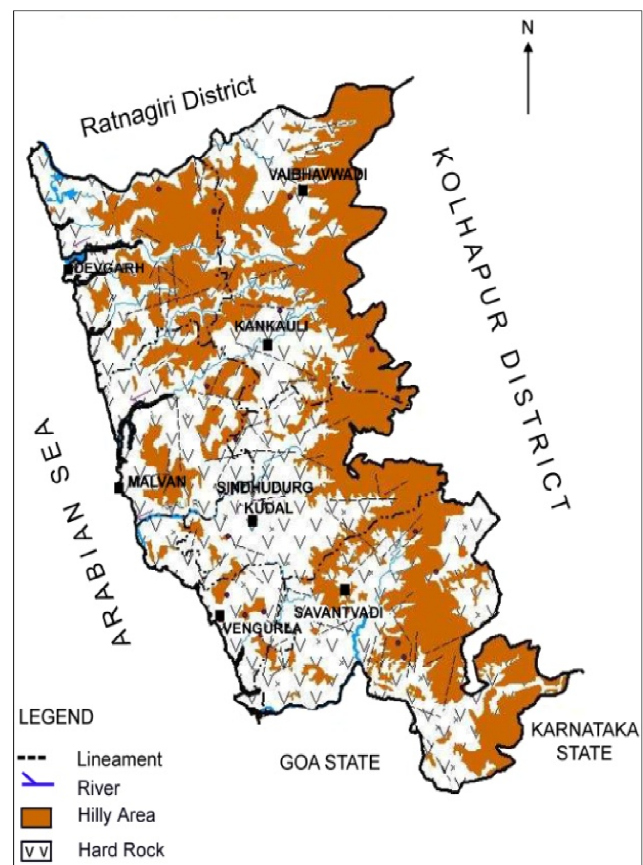 N
Ratnagiri District
VAIBHAVWADI
KOLHAPUR DISTRICT
DEVGARH
KANKAULI
ARABIAN SEA
MALVAN
SINDHUDURG
KUDAL
SAVANTVADI
VENGURLA
LEGEND
Lineament
River
Hilly Area
V V Hard Rock
GOA STATE
KARNATAKA
STATE